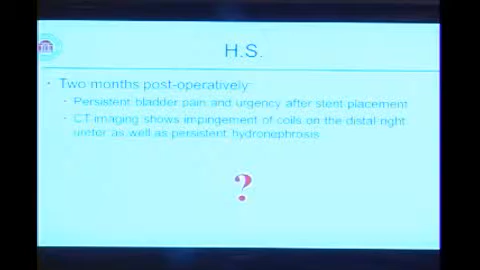 H.S.
Two months post-operatively:
Persistent bladder pain and urgency after stent placement
CT imaging shows impingement of coils on the distal right
ureter as well as persistent hydronephrosis
?